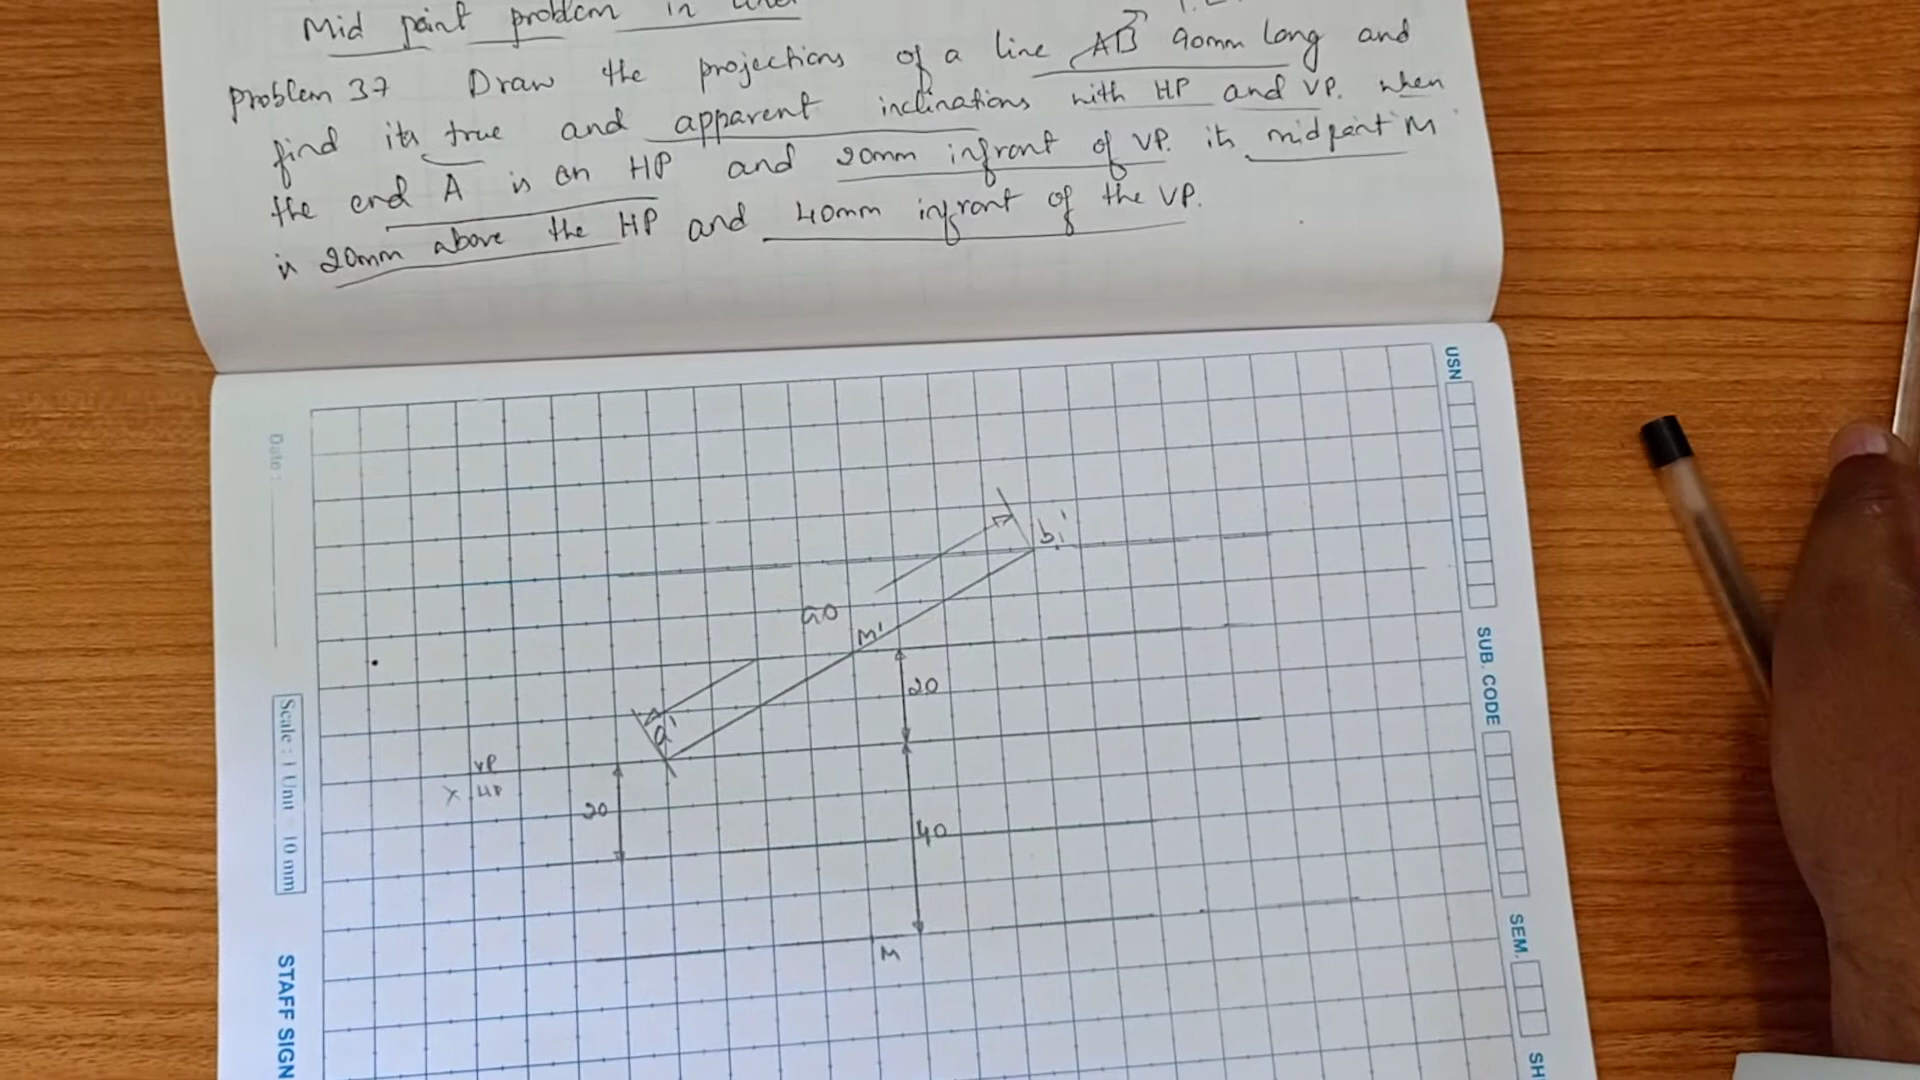 Mid point problem in
problem 37 Draw the projections of a line AB 90mm long and
find its true and apparent inclinations with HP and VP. when
the end A is on HP and 20mm infront of VP. its midpoint M
is 20mm above the HP and 40mm infront of the VP.
USN
Date :
b1'
90
M'
20
a'
SUB. CODE
Scale : 1 Unit = 10 mm
VP
X HP
20
40
M
SEM.
STAFF SIGN
SH